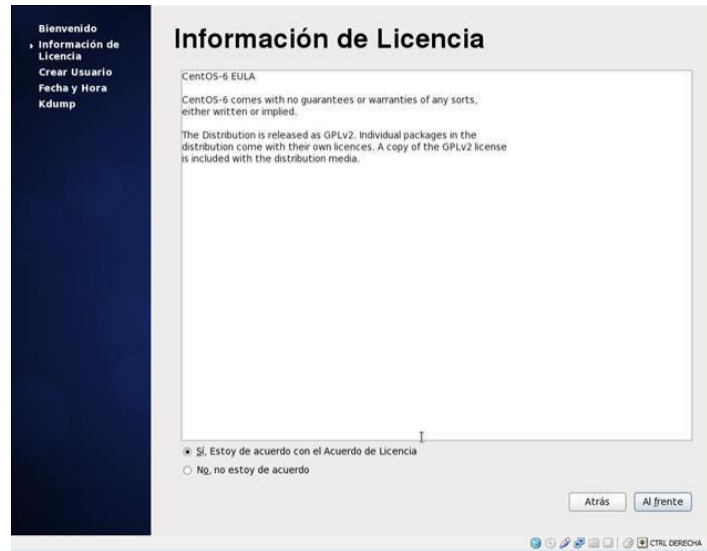 Bienvenido
Información de
Licencia
Crear Usuario
Fecha y Hora
Kdump
Información de Licencia
CentOS-6 EULA
CentOS-6 comes with no guarantees or warranties of any sorts,
either written or implied.
The Distribution is released as GPLv2. Individual packages in the
distribution come with their own licences. A copy of the GPLv2 license
is included with the distribution media.
Sí, Estoy de acuerdo con el Acuerdo de Licencia
No, no estoy de acuerdo
Atrás
Al frente
CTRL DERECHA